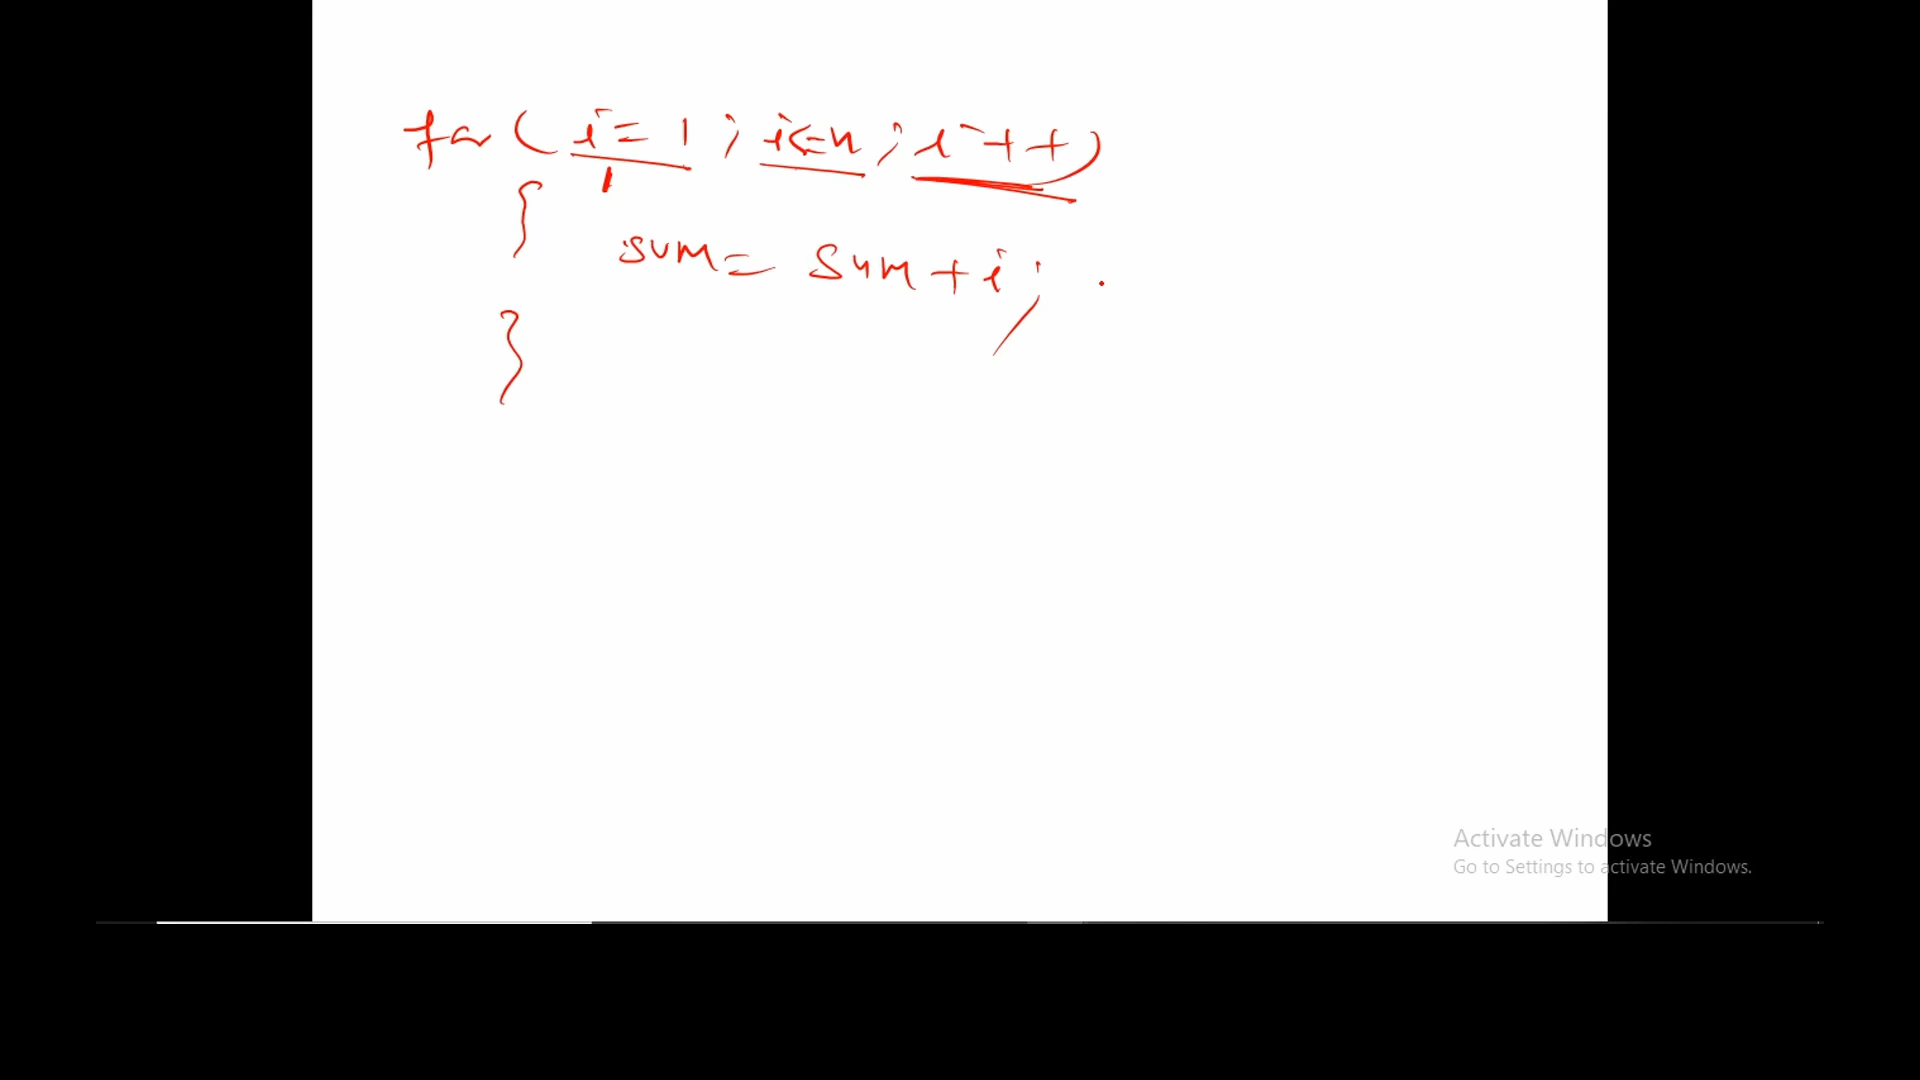 for ( i = 1 ; i <= n ; i++ )
{
sum = sum + i ;
}
Activate Windows
Go to Settings to activate Windows.